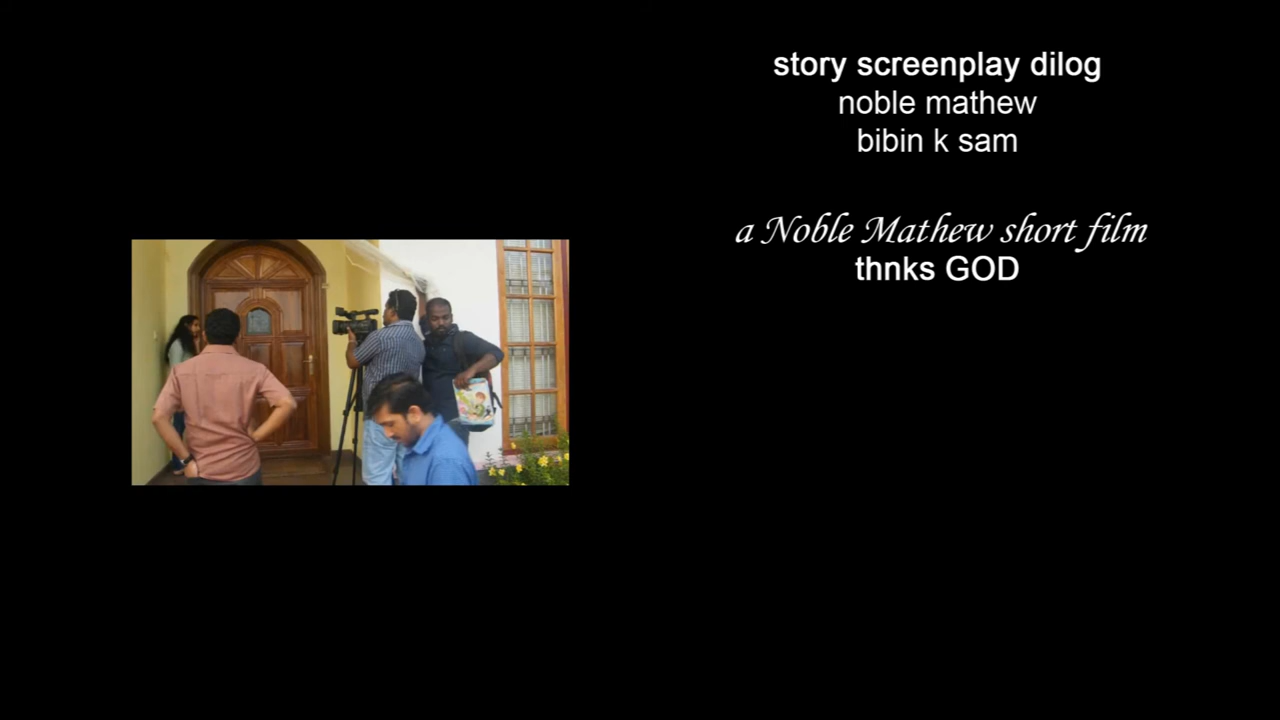 story screenplay dilog
noble mathew
bibin k sam
a Noble Mathew short film
thnks GOD